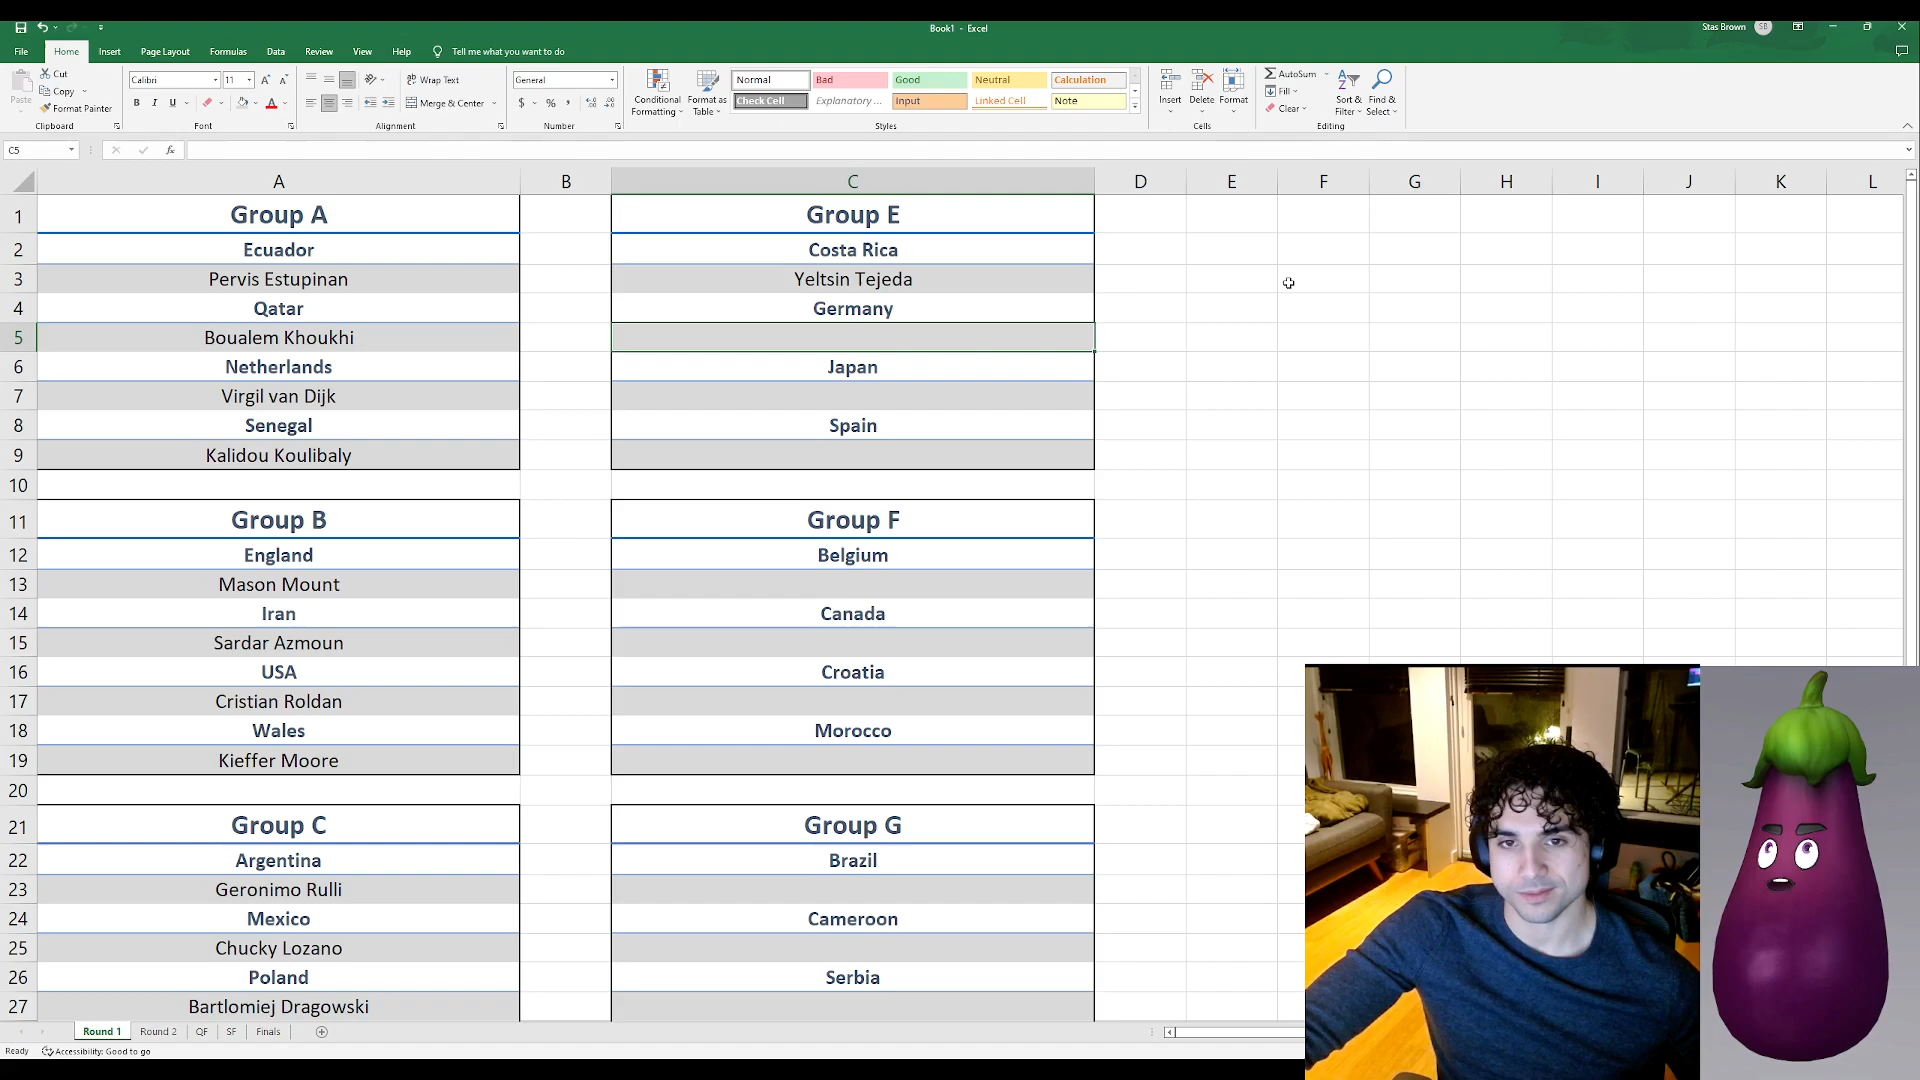 Book1 - Excel
Stas Brown
SB
File
Home
Insert
Page Layout
Formulas
Data
Review
View
Help
Tell me what you want to do
Paste
Cut
Copy
Format Painter
Clipboard
Calibri
11
B I U
Font
Wrap Text
Merge & Center
Alignment
General
$ % ,
Number
Conditional Formatting
Format as Table
Normal
Bad
Good
Neutral
Calculation
Check Cell
Explanatory ...
Input
Linked Cell
Note
Styles
Insert
Delete
Format
Cells
AutoSum
Fill
Clear
Sort & Filter
Find & Select
Editing
C5
fx
A B C D E F G H I J K L
1 Group A Group E
2 Ecuador Costa Rica
3 Pervis Estupinan Yeltsin Tejeda
4 Qatar Germany
5 Boualem Khoukhi
6 Netherlands Japan
7 Virgil van Dijk
8 Senegal Spain
9 Kalidou Koulibaly
10
11 Group B Group F
12 England Belgium
13 Mason Mount
14 Iran Canada
15 Sardar Azmoun
16 USA Croatia
17 Cristian Roldan
18 Wales Morocco
19 Kieffer Moore
20
21 Group C Group G
22 Argentina Brazil
23 Geronimo Rulli
24 Mexico Cameroon
25 Chucky Lozano
26 Poland Serbia
27 Bartlomiej Dragowski
Round 1
Round 2
QF
SF
Finals
Ready
Accessibility: Good to go